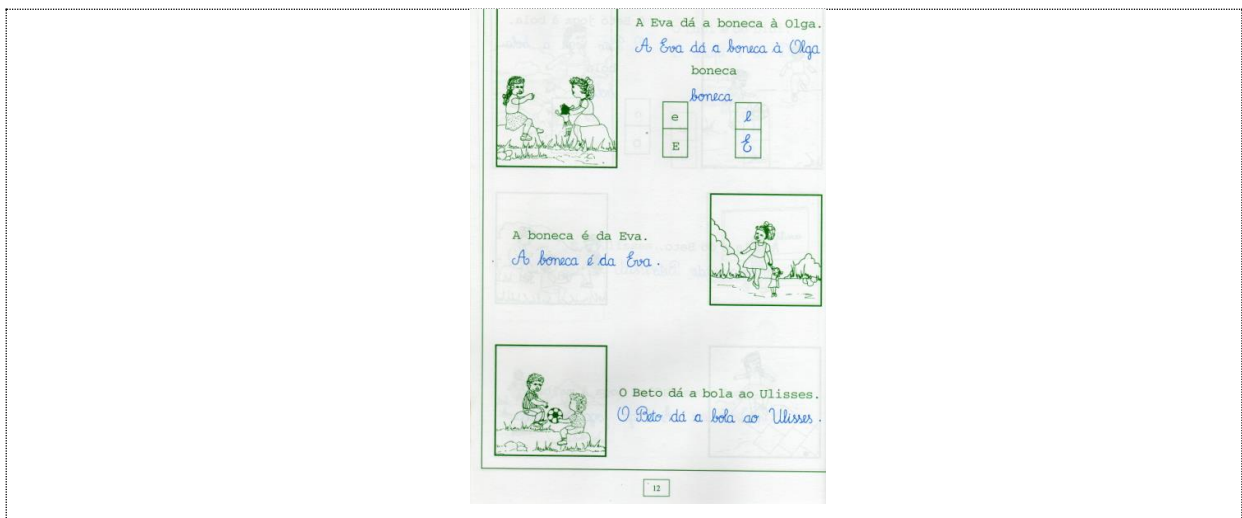 A Eva dá a boneca à Olga.
A Eva dá a boneca à Olga
boneca
boneca
e e
E E
A boneca é da Eva.
A boneca é da Eva.
O Beto dá a bola ao Ulisses.
O Beto dá a bola ao Ulisses.
12